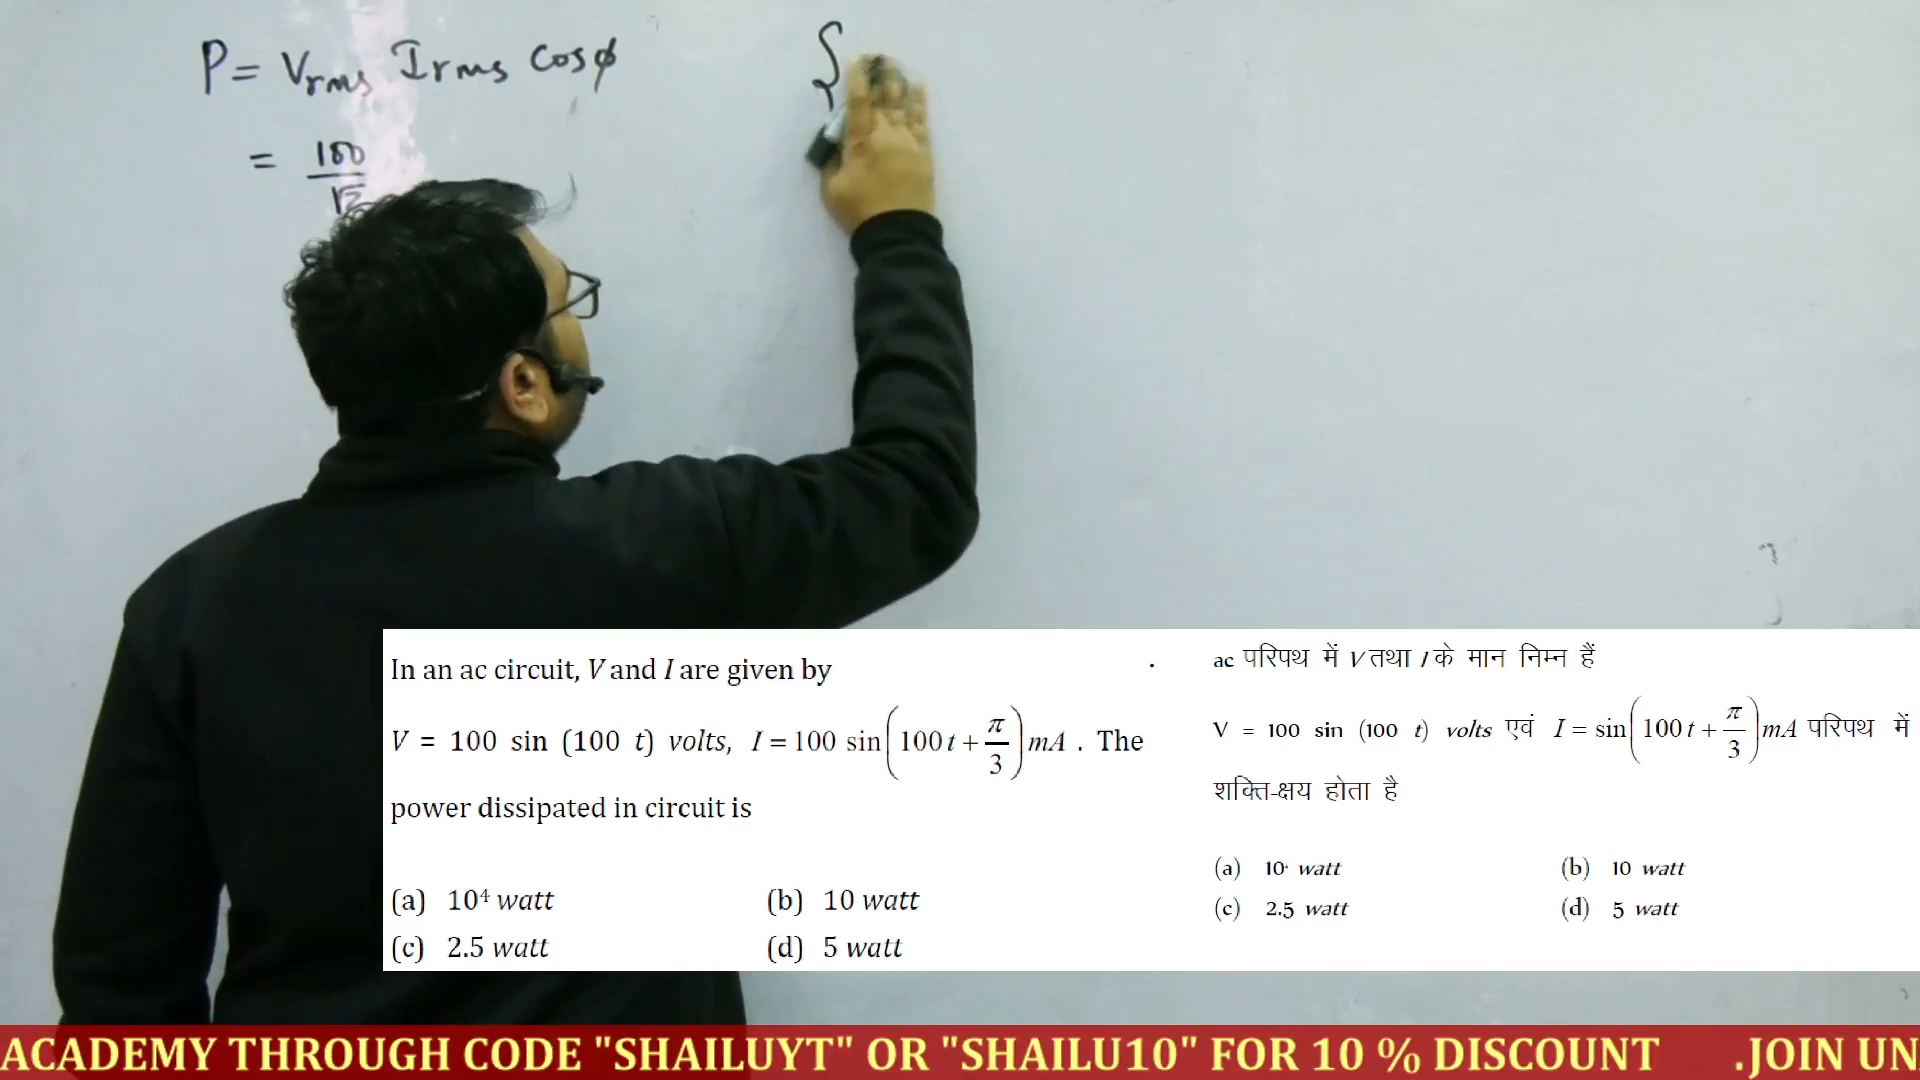 P = Vrms Irms cosϕ
= 100/√2
In an ac circuit, V and I are given by
V = 100 sin (100 t) volts, I = 100 sin(100t + π/3) mA . The
power dissipated in circuit is
(a) 10⁴ watt (b) 10 watt
(c) 2.5 watt (d) 5 watt
. ac परिपथ में V तथा I के मान निम्न हैं
V = 100 sin (100 t) volts एवं I = sin(100t + π/3) mA परिपथ में
शक्ति-क्षय होता है
(a) 10 watt (b) 10 watt
(c) 2.5 watt (d) 5 watt
ACADEMY THROUGH CODE "SHAILUYT" OR "SHAILU10" FOR 10 % DISCOUNT .JOIN UN